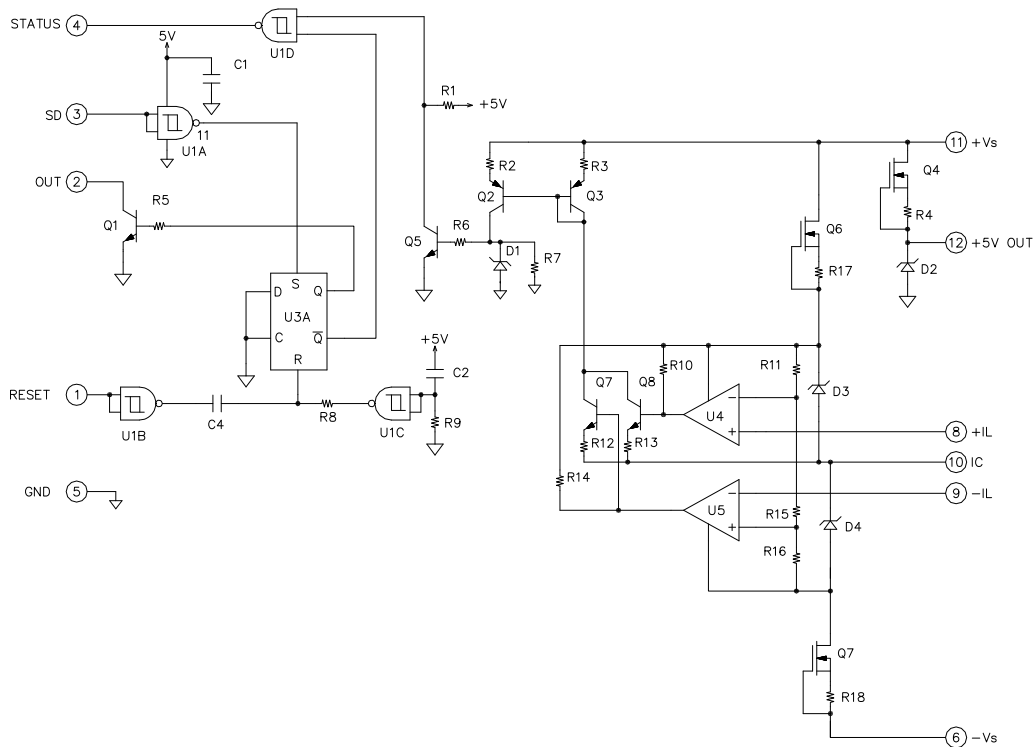 STATUS 4
U1D
5V
C1
SD 3
11
U1A
R1
+5V
OUT 2
R5
Q1
R2
R3
Q2
Q3
11 +Vs
Q4
R4
Q5
R6
D1
R7
Q6
R17
12 +5V OUT
D2
S
D
Q
U3A
C
Q
R
+5V
C2
RESET 1
U1B
C4
R8
U1C
R9
Q7
Q8
R10
R11
U4
−
+
D3
8 +IL
R12
R13
10 IC
GND 5
R14
−
+
U5
9 −IL
R15
D4
R16
Q7
R18
6 −Vs